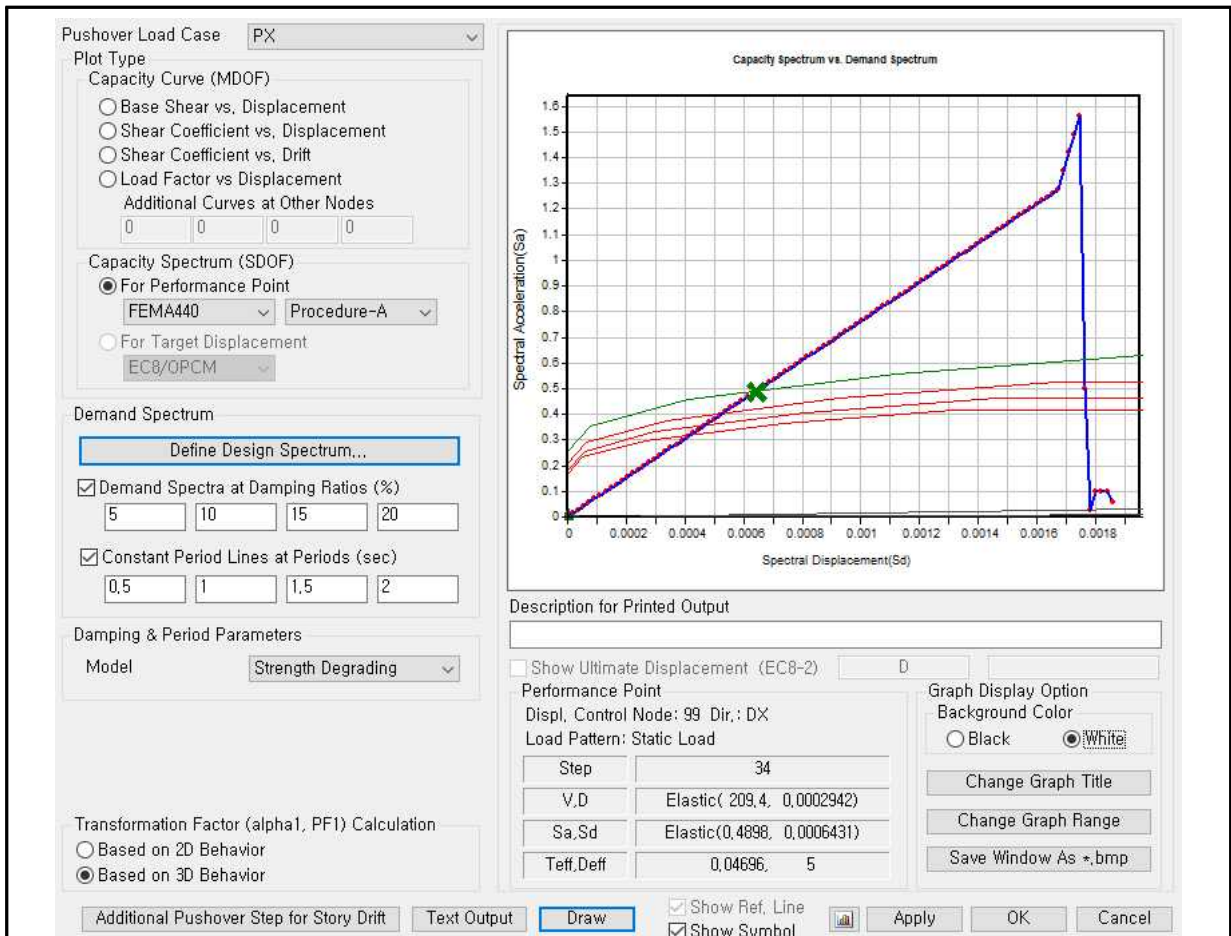 Pushover Load Case PX
Plot Type
Capacity Curve (MDOF)
Base Shear vs, Displacement
Shear Coefficient vs, Displacement
Shear Coefficient vs, Drift
Load Factor vs Displacement
Additional Curves at Other Nodes
0 0 0 0
Capacity Spectrum (SDOF)
For Performance Point
FEMA440 Procedure-A
For Target Displacement
EC8/OPCM
Demand Spectrum
Define Design Spectrum,,,
Demand Spectra at Damping Ratios (%)
5 10 15 20
Constant Period Lines at Periods (sec)
0,5 1 1,5 2
Damping & Period Parameters
Model Strength Degrading
Transformation Factor (alpha1, PF1) Calculation
Based on 2D Behavior
Based on 3D Behavior
Capacity Spectrum vs. Demand Spectrum
Spectral Acceleration(Sa)
1.6
1.5
1.4
1.3
1.2
1.1
1
0.9
0.8
0.7
0.6
0.5
0.4
0.3
0.2
0.1
0
0 0.0002 0.0004 0.0006 0.0008 0.001 0.0012 0.0014 0.0016 0.0018
Spectral Displacement(Sd)
Description for Printed Output
Show Ultimate Displacement (EC8-2) D
Performance Point
Displ, Control Node: 99 Dir,: DX
Load Pattern: Static Load
Step 34
V,D Elastic( 209,4, 0,0002942)
Sa,Sd Elastic(0,4898, 0,0006431)
Teff,Deff 0,04696, 5
Graph Display Option
Background Color
Black White
Change Graph Title
Change Graph Range
Save Window As *,bmp
Additional Pushover Step for Story Drift Text Output Draw
Show Ref, Line
Show Symbol
Apply OK Cancel